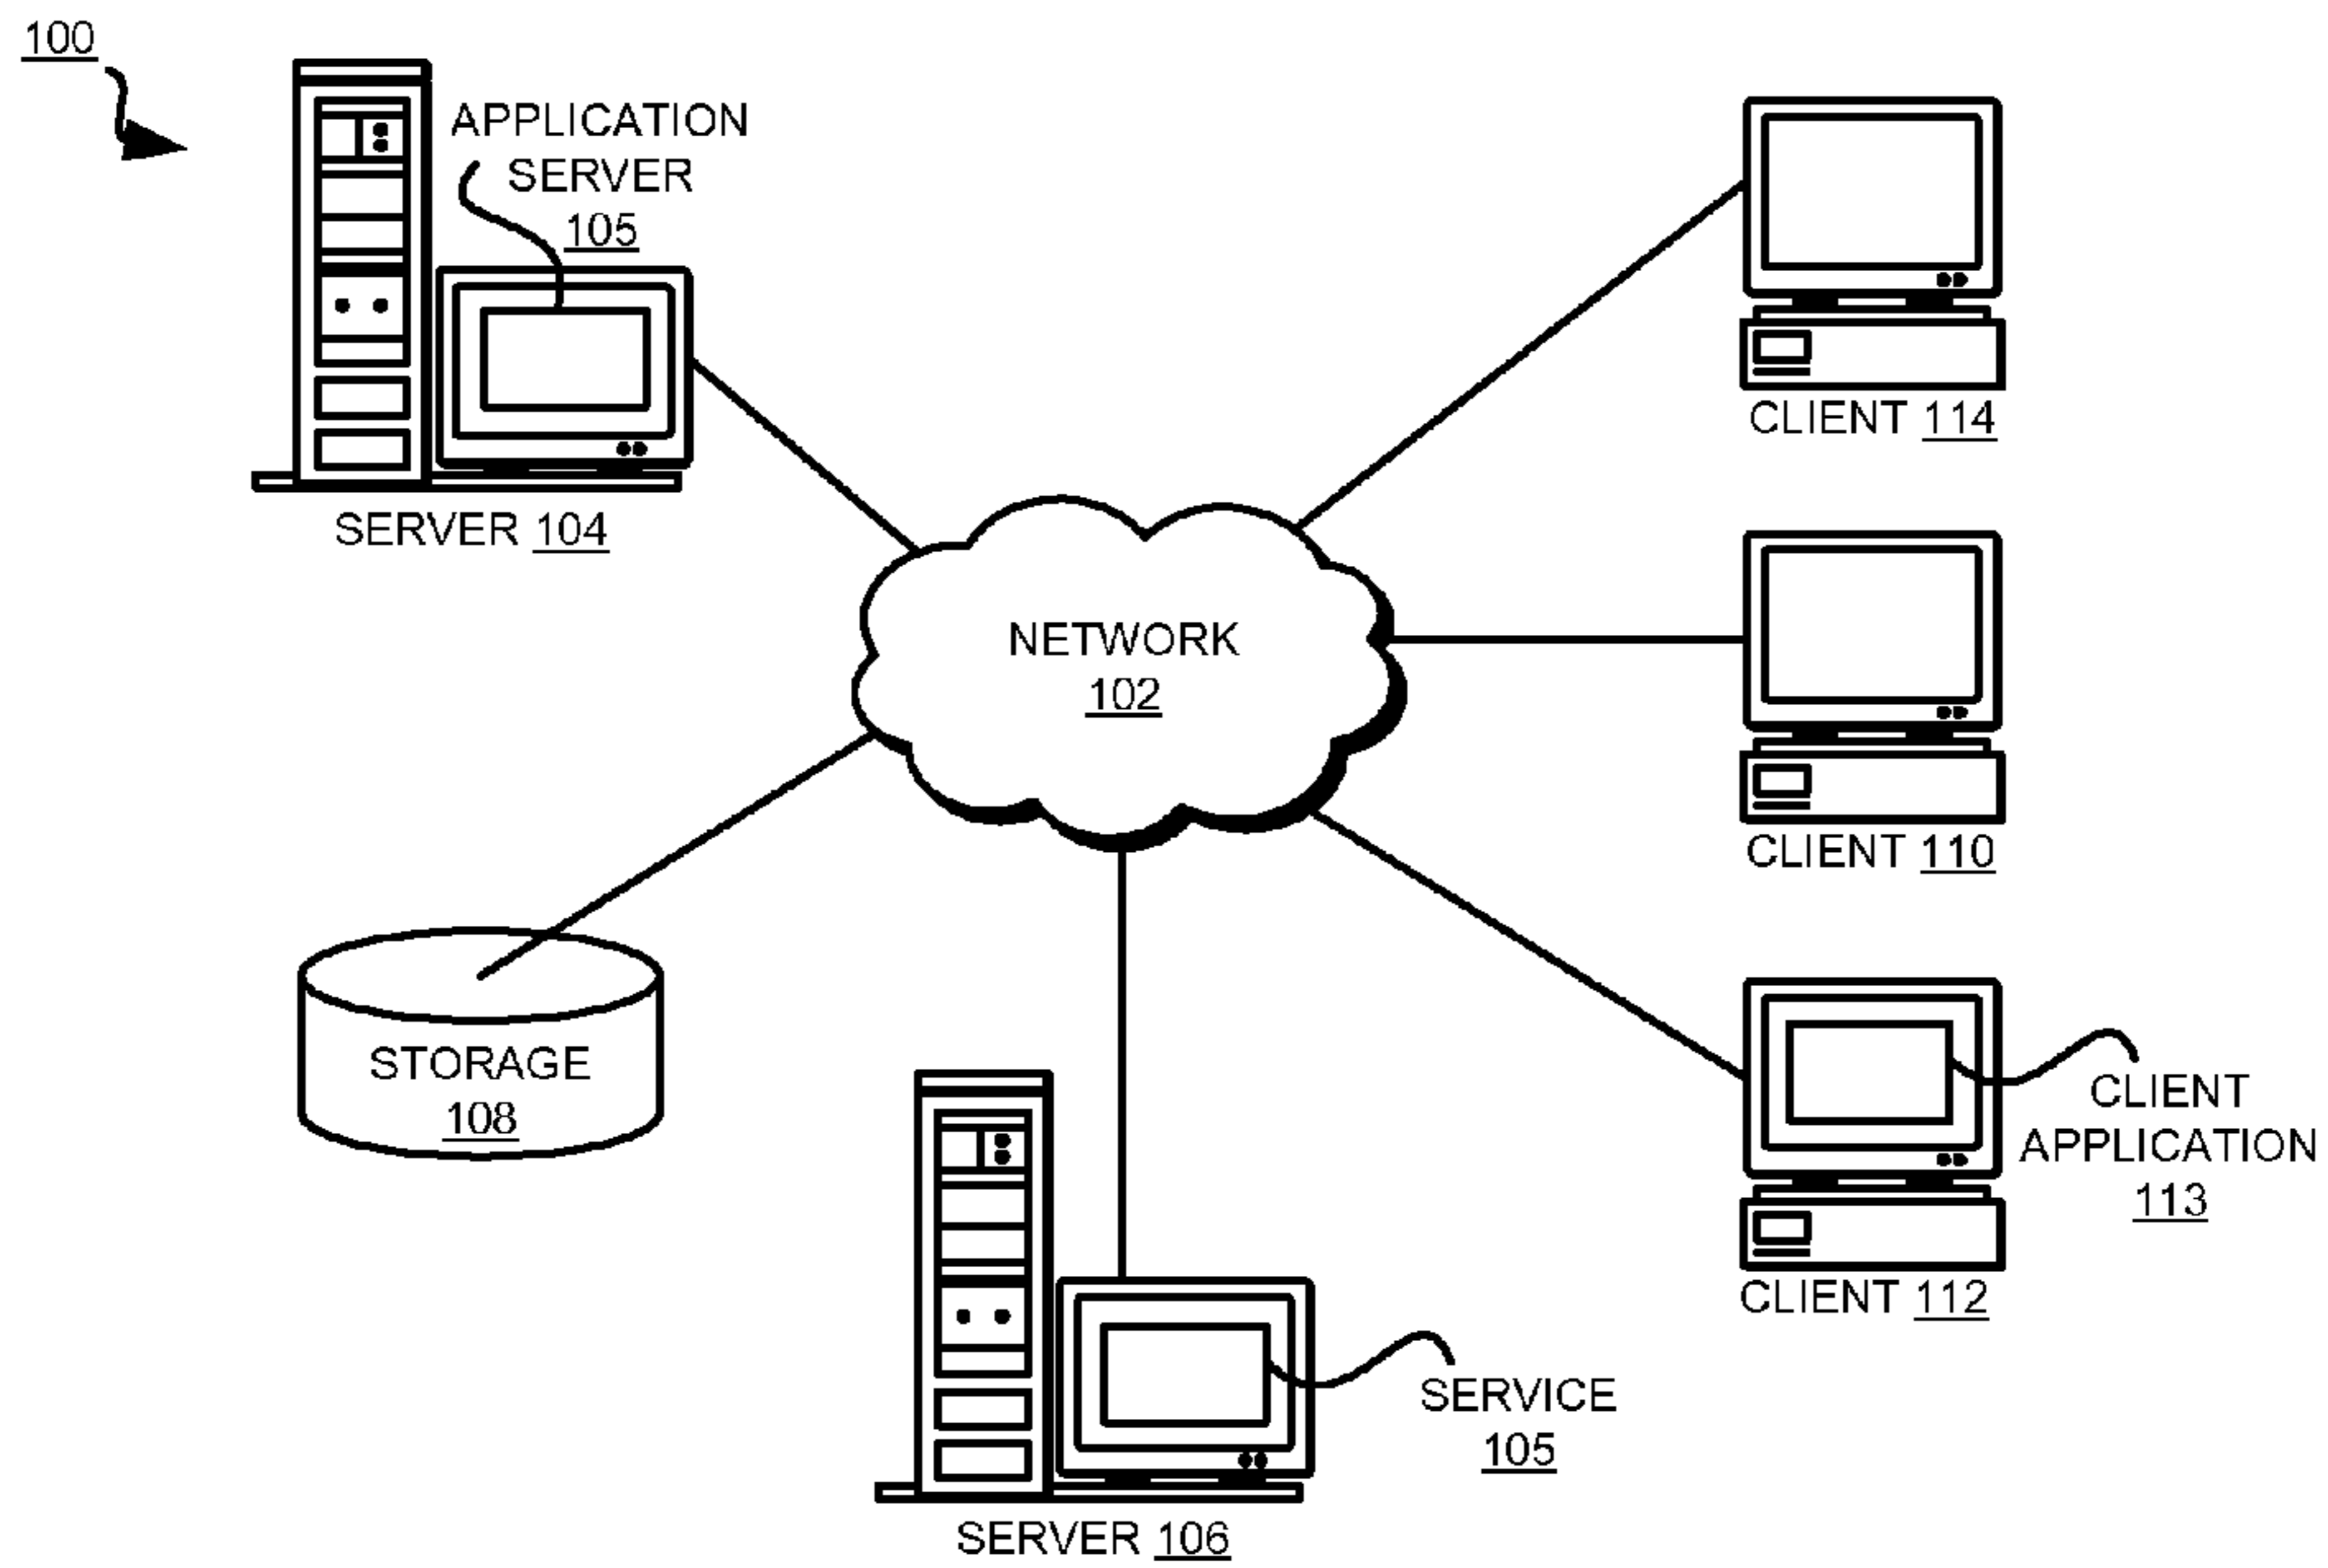 100
APPLICATION
SERVER
105
SERVER 104
CLIENT 114
NETWORK
102
CLIENT 110
STORAGE
108
CLIENT
APPLICATION
113
CLIENT 112
SERVICE
105
SERVER 106